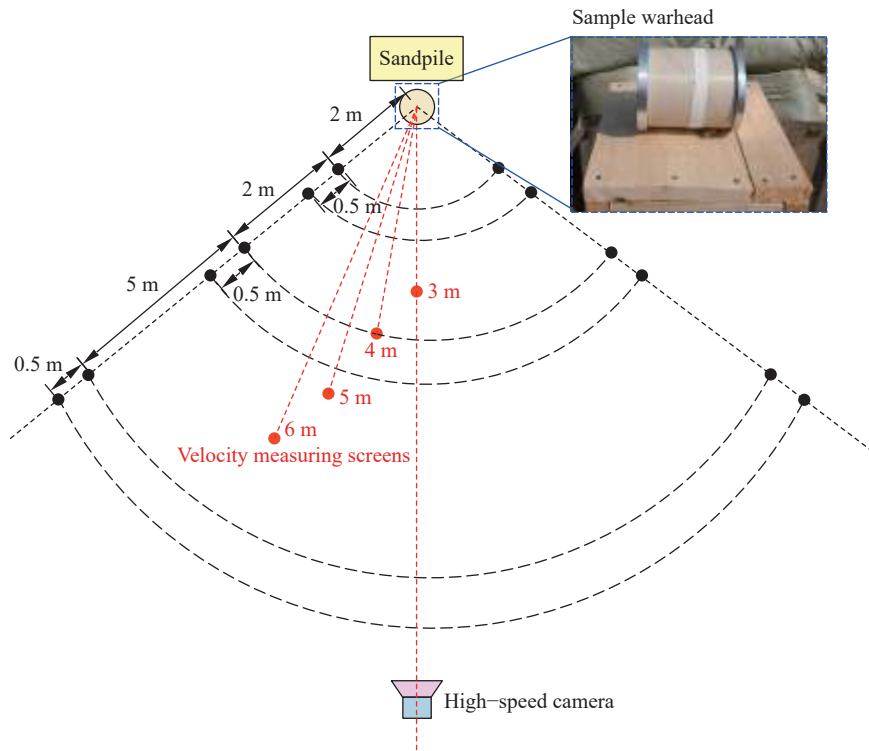 Sample warhead
Sandpile
2 m
2 m
0.5 m
5 m
0.5 m
3 m
0.5 m
4 m
5 m
6 m
Velocity measuring screens
High−speed camera